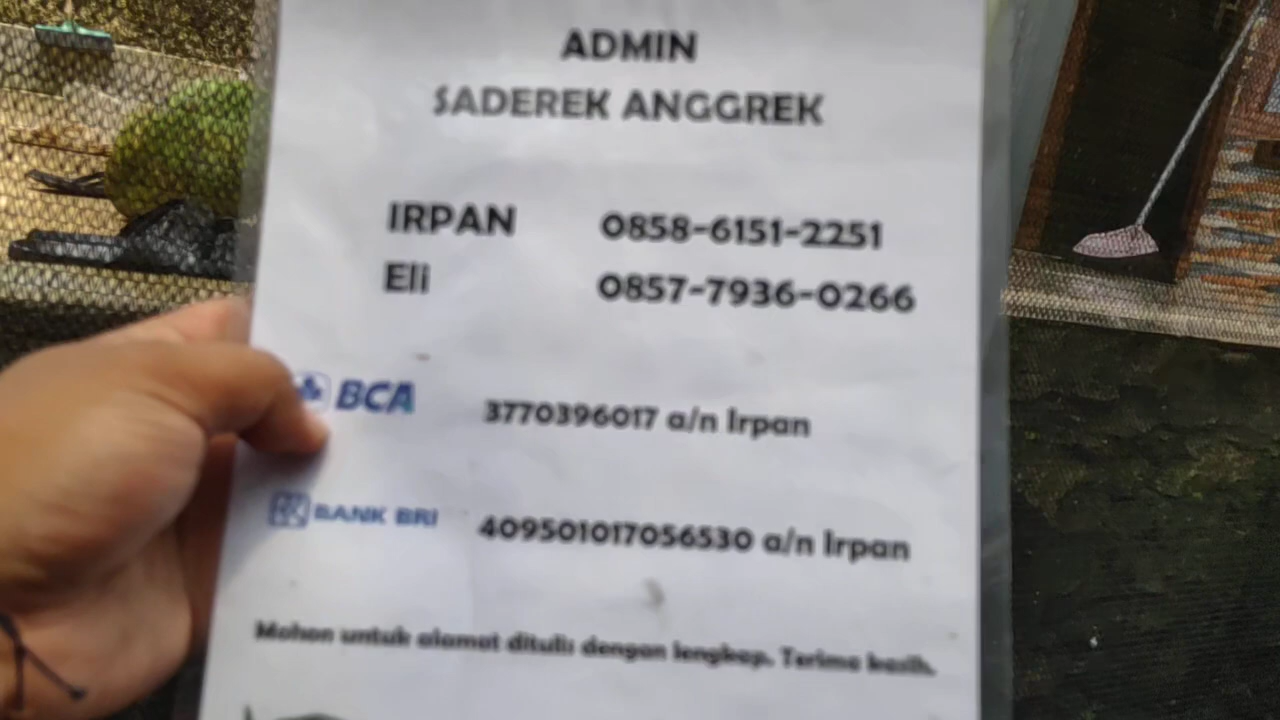 ADMIN
SADEREK ANGGREK
IRPAN 0858-6151-2251
Eli 0857-7936-0266
BCA 3770396017 a/n Irpan
BANK BRI 409501017056530 a/n Irpan
Mohon untuk alamat ditulis dengan lengkap. Terima kasih.